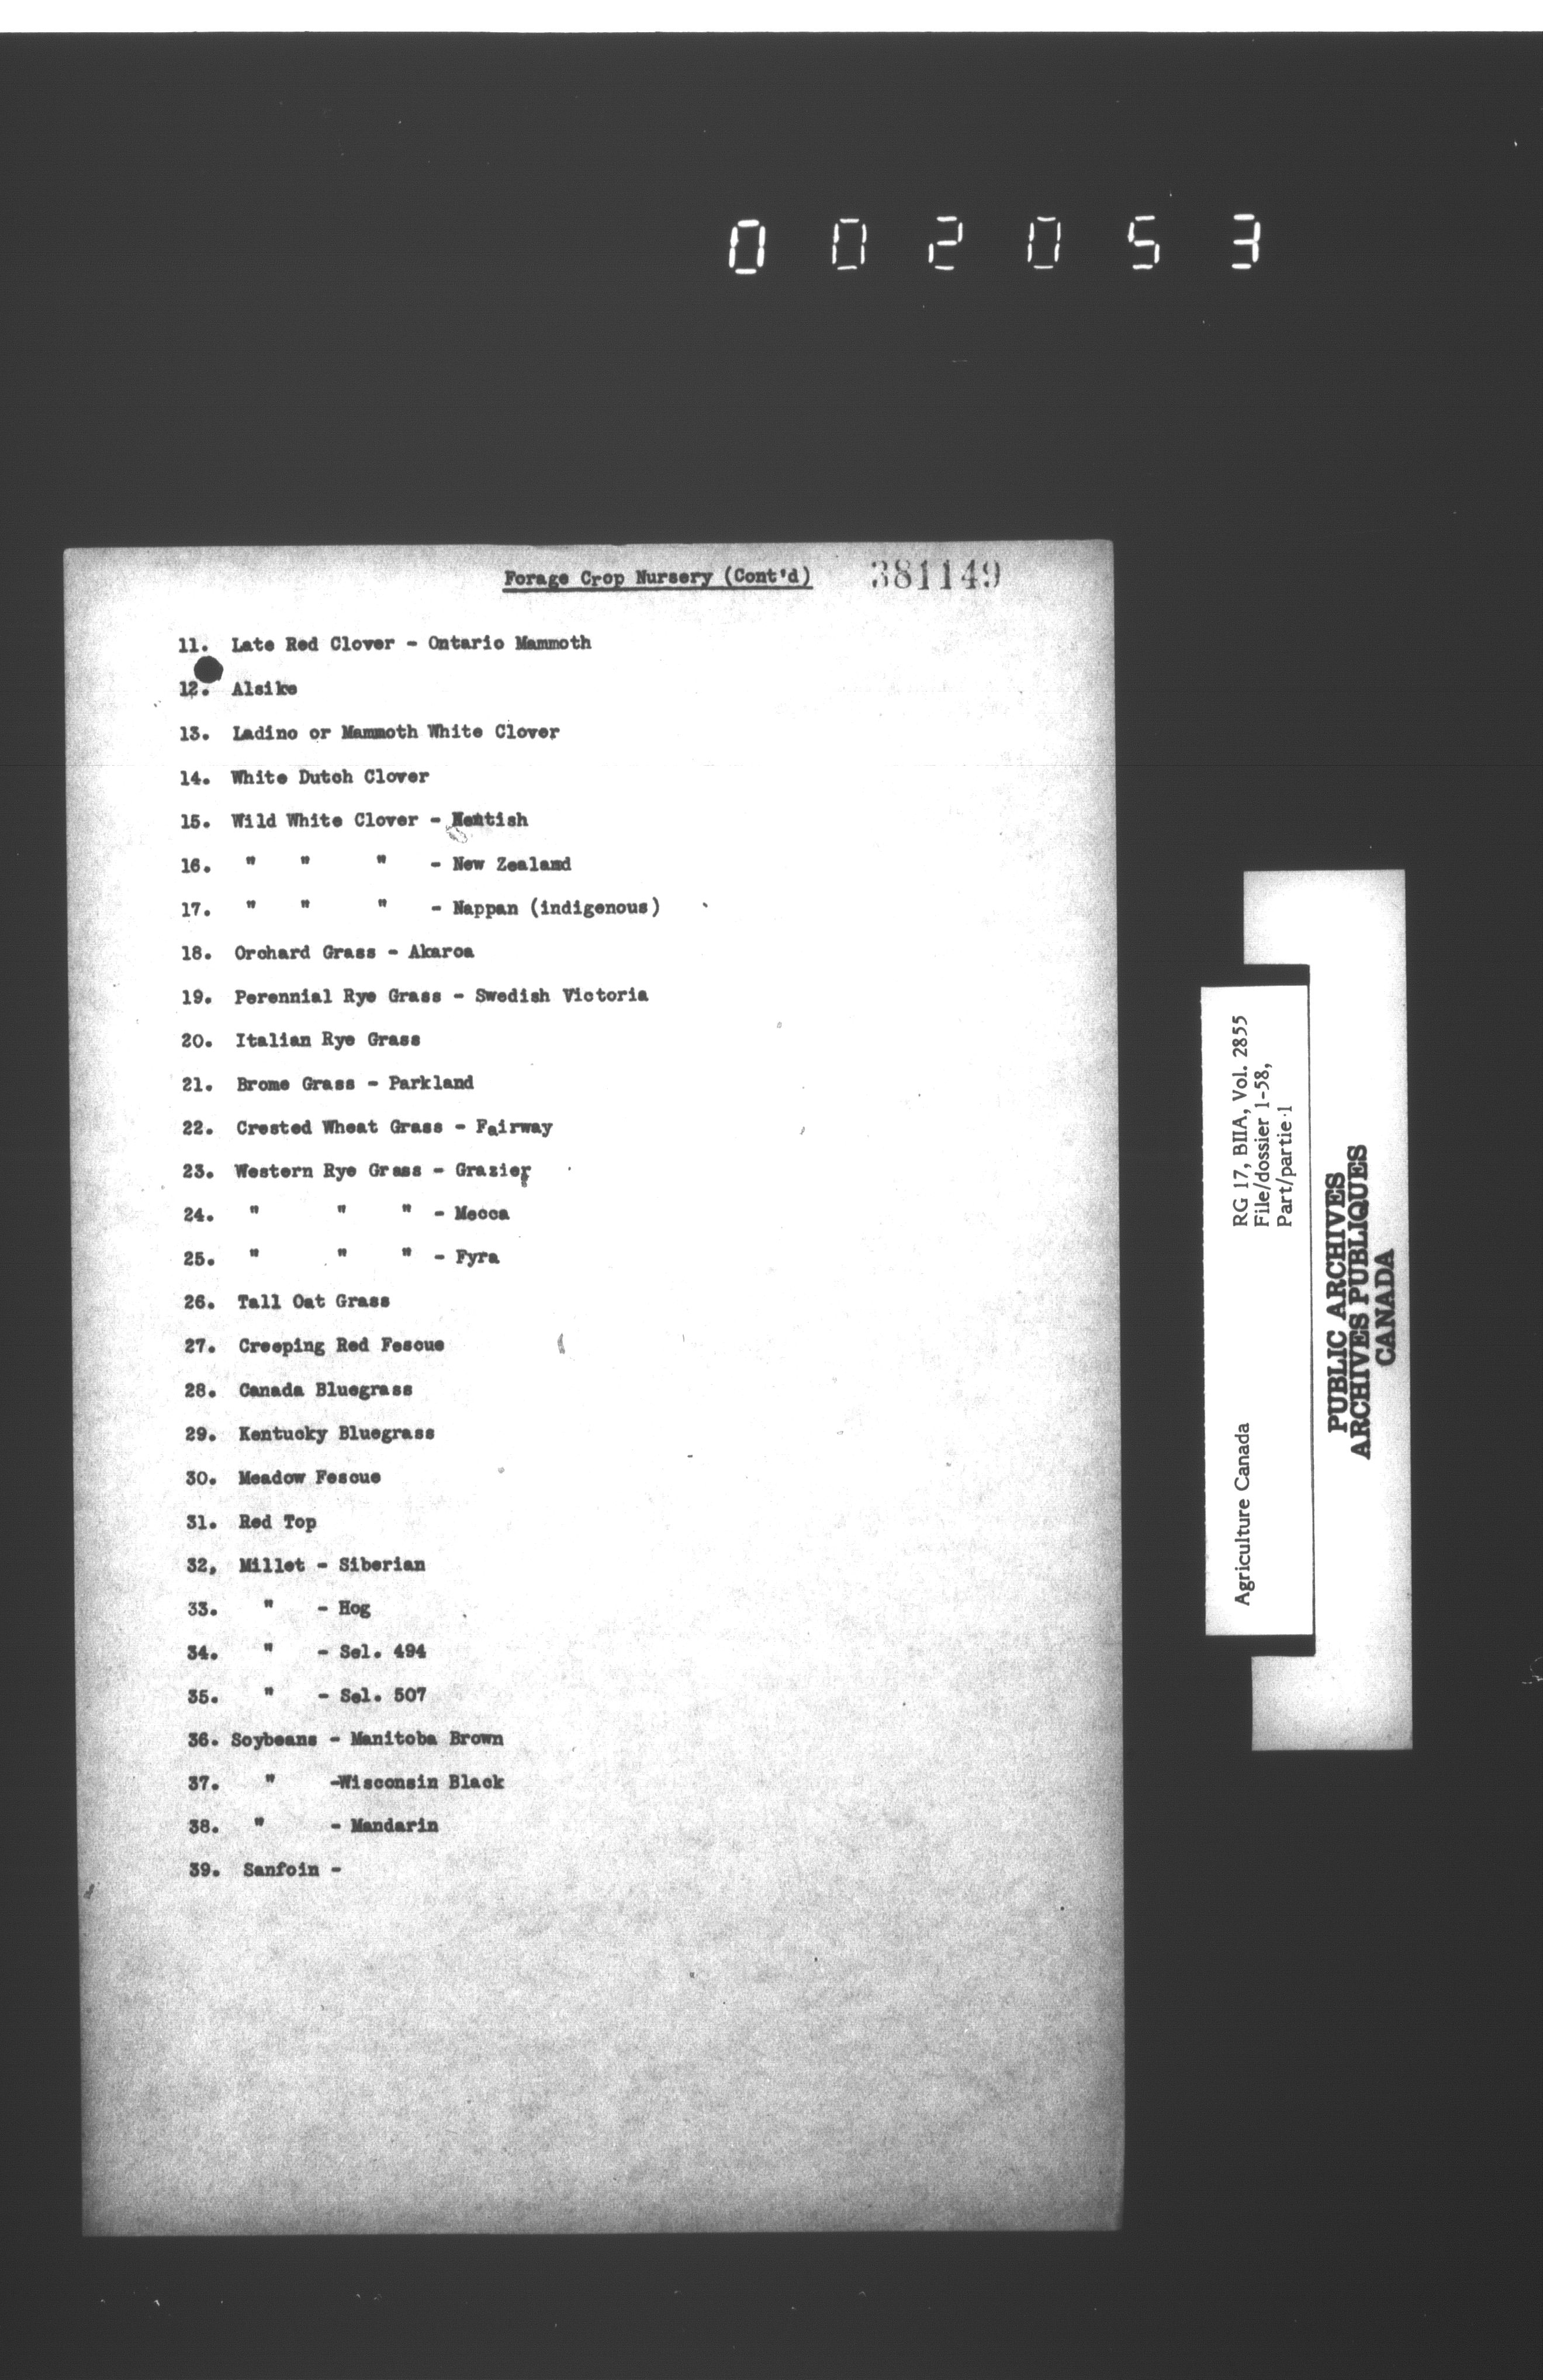 0 0 2 0 5 3
Forage Crop Nursery (Cont'd) 381149
11. Late Red Clover - Ontario Mammoth
12. Alsike
13. Ladino or Mammoth White Clover
14. White Dutch Clover
15. Wild White Clover - Kentish
16. " " " - New Zealand
17. " " " - Nappan (indigenous)
18. Orchard Grass - Akaroa
19. Perennial Rye Grass - Swedish Victoria
20. Italian Rye Grass
21. Brome Grass - Parkland
22. Crested Wheat Grass - Fairway
23. Western Rye Grass - Grazier
24. " " " - Mecca
25. " " " - Fyra
26. Tall Oat Grass
27. Creeping Red Fescue
28. Canada Bluegrass
29. Kentucky Bluegrass
30. Meadow Fescue
31. Red Top
32, Millet - Siberian
33. " - Hog
34. " - Sel. 494
35. " - Sel. 507
36. Soybeans - Manitoba Brown
37. " -Wisconsin Black
38. " - Mandarin
39. Sanfoin -
Agriculture Canada RG 17, BIIA, Vol. 2855
File/dossier 1-58,
Part/partie 1
PUBLIC ARCHIVES
ARCHIVES PUBLIQUES
CANADA